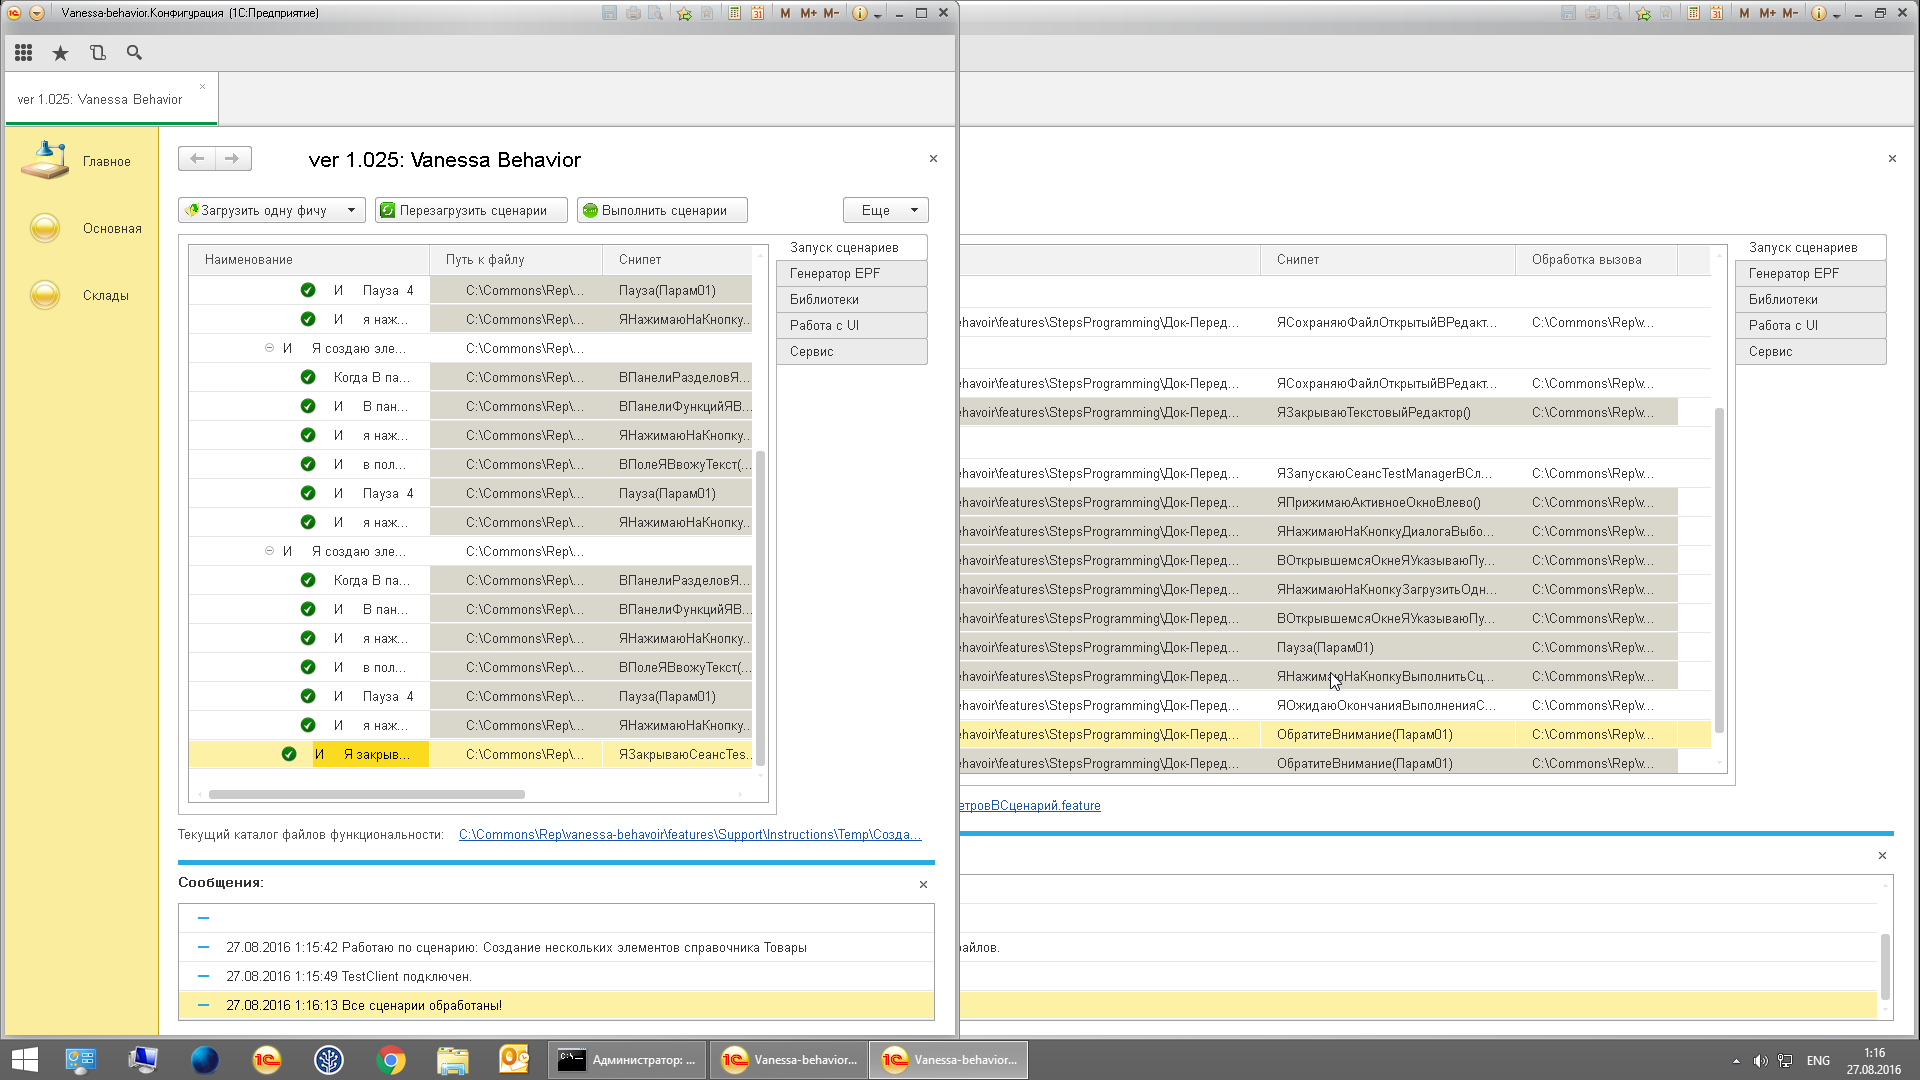 Vanessa-behavior.Конфигурация (1С:Предприятие)
M M+ M-
M M+ M-
ver 1.025: Vanessa Behavior
Главное
Основная
Склады
ver 1.025: Vanessa Behavior
Загрузить одну фичу
Перезагрузить сценарии
Выполнить сценарии
Еще
Наименование Путь к файлу Снипет
И Пауза 4 C:\Commons\Rep\... Пауза(Парам01)
И я наж... C:\Commons\Rep\... ЯНажимаюНаКнопку...
И Я создаю эле... C:\Commons\Rep\...
Когда В па... C:\Commons\Rep\... ВПанелиРазделовЯ...
И В пан... C:\Commons\Rep\... ВПанелиФункцийЯВ...
И я наж... C:\Commons\Rep\... ЯНажимаюНаКнопку...
И в пол... C:\Commons\Rep\... ВПолеЯВвожуТекст(...
И Пауза 4 C:\Commons\Rep\... Пауза(Парам01)
И я наж... C:\Commons\Rep\... ЯНажимаюНаКнопку...
И Я создаю эле... C:\Commons\Rep\...
Когда В па... C:\Commons\Rep\... ВПанелиРазделовЯ...
И В пан... C:\Commons\Rep\... ВПанелиФункцийЯВ...
И я наж... C:\Commons\Rep\... ЯНажимаюНаКнопку...
И в пол... C:\Commons\Rep\... ВПолеЯВвожуТекст(...
И Пауза 4 C:\Commons\Rep\... Пауза(Парам01)
И я наж... C:\Commons\Rep\... ЯНажимаюНаКнопку...
И Я закрыв... C:\Commons\Rep\... ЯЗакрываюСеансTes...
Запуск сценариев
Генератор EPF
Библиотеки
Работа с UI
Сервис
Текущий каталог файлов функциональности: C:\Commons\Rep\vanessa-behavoir\features\Support\Instructions\Temp\Созда...
Сообщения:
27.08.2016 1:15:42 Работаю по сценарию: Создание нескольких элементов справочника Товары
27.08.2016 1:15:49 TestClient подключен.
27.08.2016 1:16:13 Все сценарии обработаны!
Снипет Обработка вызова
ehavoir\features\StepsProgramming\Док-Перед... ЯСохраняюФайлОткрытыйВРедакт... C:\Commons\Rep\v...
ehavoir\features\StepsProgramming\Док-Перед... ЯСохраняюФайлОткрытыйВРедакт... C:\Commons\Rep\v...
ehavoir\features\StepsProgramming\Док-Перед... ЯЗакрываюТекстовыйРедактор() C:\Commons\Rep\v...
ehavoir\features\StepsProgramming\Док-Перед... ЯЗапускаюСеансTestManagerВСл... C:\Commons\Rep\v...
ehavoir\features\StepsProgramming\Док-Перед... ЯПрижимаюАктивноеОкноВлево() C:\Commons\Rep\v...
ehavoir\features\StepsProgramming\Док-Перед... ЯНажимаюНаКнопкуДиалогаВыбо... C:\Commons\Rep\v...
ehavoir\features\StepsProgramming\Док-Перед... ВОткрывшемсяОкнеЯУказываюПу... C:\Commons\Rep\v...
ehavoir\features\StepsProgramming\Док-Перед... ЯНажимаюНаКнопкуЗагрузитьОдн... C:\Commons\Rep\v...
ehavoir\features\StepsProgramming\Док-Перед... ВОткрывшемсяОкнеЯУказываюПу... C:\Commons\Rep\v...
ehavoir\features\StepsProgramming\Док-Перед... Пауза(Парам01) C:\Commons\Rep\v...
ehavoir\features\StepsProgramming\Док-Перед... ЯНажимаюНаКнопкуВыполнитьСц... C:\Commons\Rep\v...
ehavoir\features\StepsProgramming\Док-Перед... ЯОжидаюОкончанияВыполненияС... C:\Commons\Rep\v...
ehavoir\features\StepsProgramming\Док-Перед... ОбратитеВнимание(Парам01) C:\Commons\Rep\v...
ehavoir\features\StepsProgramming\Док-Перед... ОбратитеВнимание(Парам01) C:\Commons\Rep\v...
Запуск сценариев
Генератор EPF
Библиотеки
Работа с UI
Сервис
етровВСценарий.feature
айлов.
Администратор: ...
Vanessa-behavior...
Vanessa-behavior...
ENG
1:16
27.08.2016